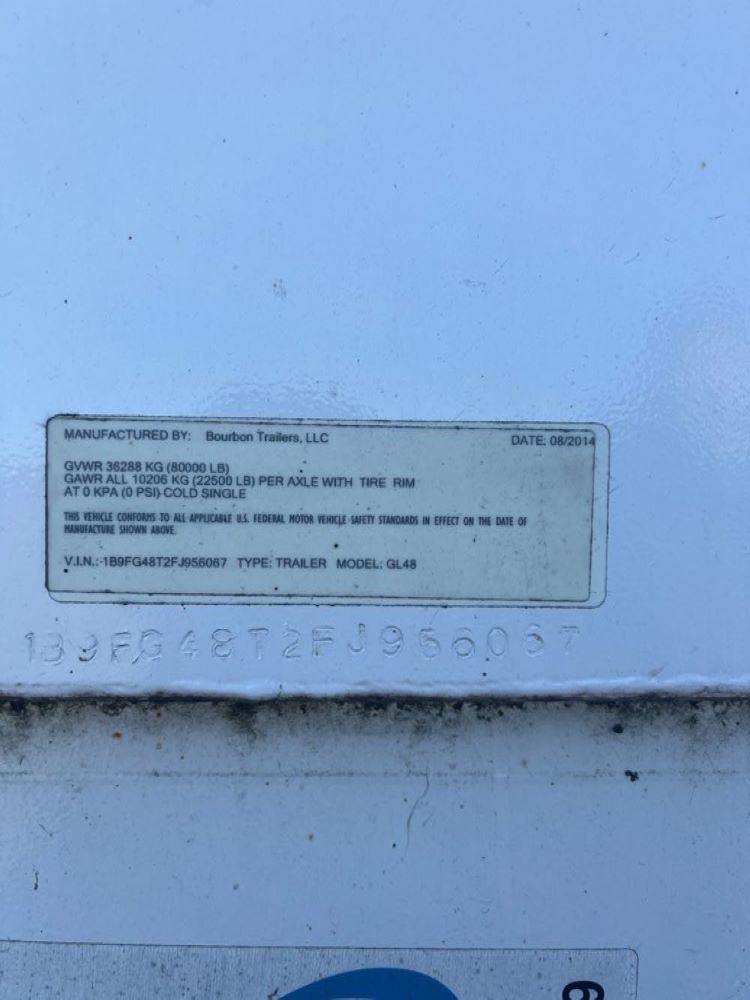 MANUFACTURED BY: Bourbon Trailers, LLC DATE: 08/2014
GVWR 36288 KG (80000 LB)
GAWR ALL 10206 KG (22500 LB) PER AXLE WITH TIRE RIM
AT 0 KPA (0 PSI) COLD SINGLE
THIS VEHICLE CONFORMS TO ALL APPLICABLE U.S. FEDERAL MOTOR VEHICLE SAFETY STANDARDS IN EFFECT ON THE DATE OF
MANUFACTURE SHOWN ABOVE.
V.I.N.: 1B9FG48T2FJ956067 TYPE: TRAILER MODEL: GL48
1B9FG48T2FJ956067